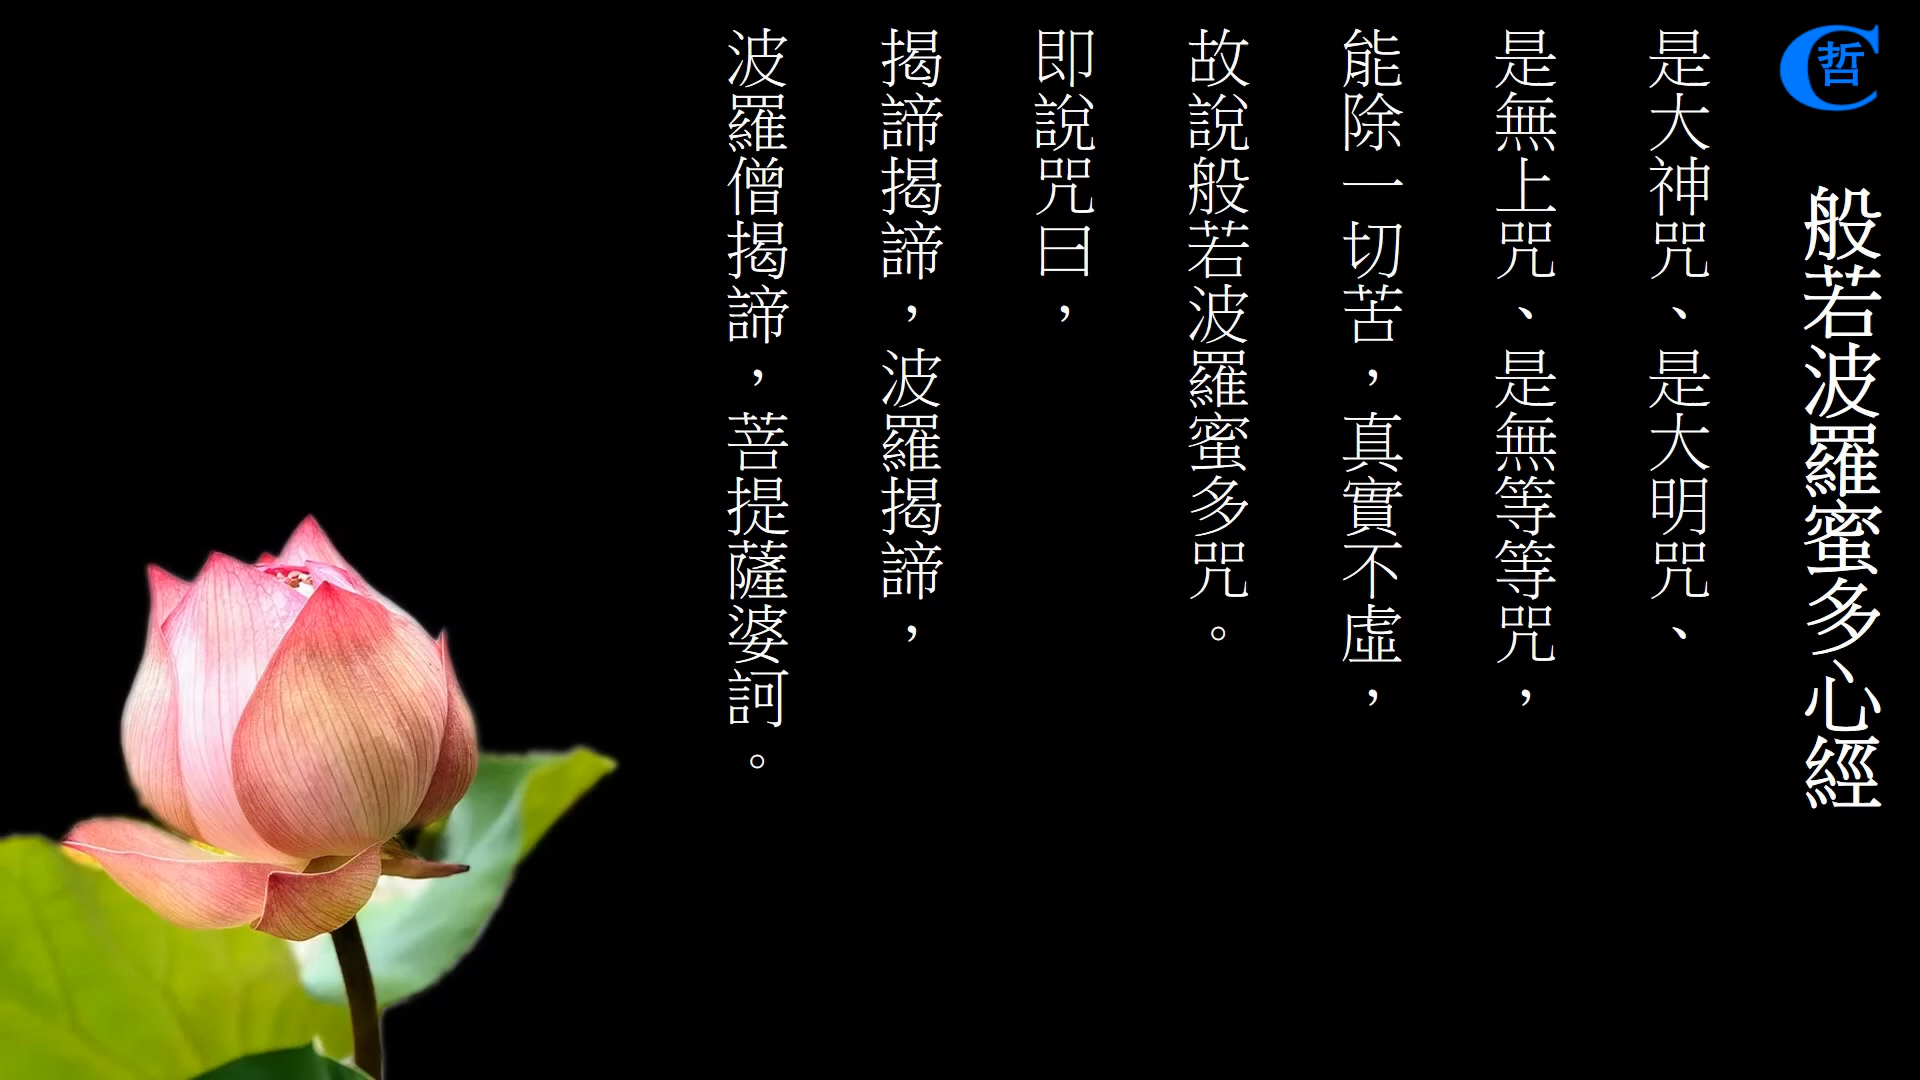 哲
般若波羅蜜多心經
是大神咒、是大明咒、
是無上咒、是無等等咒，
能除一切苦，真實不虛，
故說般若波羅蜜多咒。
即說咒曰，
揭諦揭諦，波羅揭諦，
波羅僧揭諦，菩提薩婆訶。